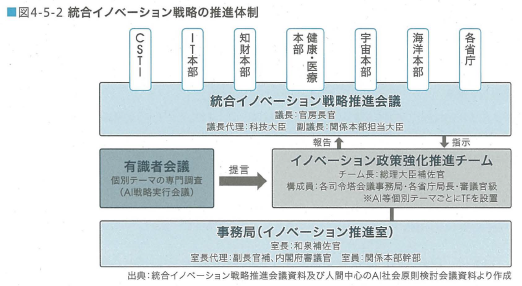 ■図4-5-2 統合イノベーション戦略の推進体制
CSTI
IT本部
知財本部
健康・医療
本部
宇宙本部
海洋本部
各省庁
統合イノベーション戦略推進会議
議長：官房長官
議長代理：科技大臣　副議長：関係本部担当大臣
報告
指示
有識者会議
個別テーマの専門調査
（AI戦略実行会議）
提言
イノベーション政策強化推進チーム
チーム長：総理大臣補佐官
構成員：各司令塔会議事務局・各省庁局長・審議官級
※AI等個別テーマごとにTFを設置
事務局（イノベーション推進室）
室長：和泉補佐官
室長代理：副長官補、内閣府審議官　室員：関係本部幹部
出典：統合イノベーション戦略推進会議資料及び人間中心のAI社会原則検討会議資料より作成